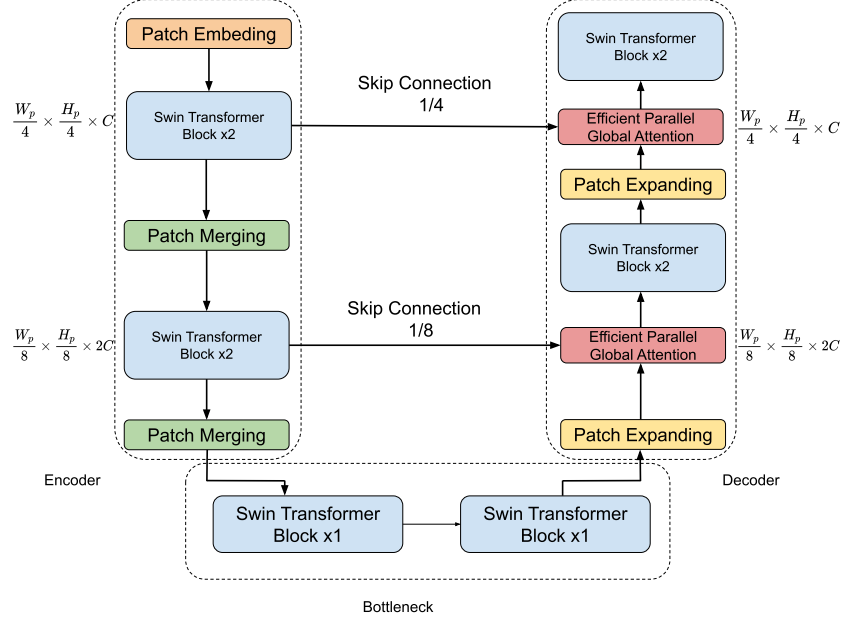 Patch Embeding
Swin Transformer
Block x2
Skip Connection
1/4
Efficient Parallel
Global Attention
Swin Transformer
Block x2
W_p/4 × H_p/4 × C
W_p/4 × H_p/4 × C
Patch Expanding
Patch Merging
Swin Transformer
Block x2
Skip Connection
1/8
Swin Transformer
Block x2
Efficient Parallel
Global Attention
W_p/8 × H_p/8 × 2C
W_p/8 × H_p/8 × 2C
Patch Merging
Patch Expanding
Encoder
Decoder
Swin Transformer
Block x1
Swin Transformer
Block x1
Bottleneck